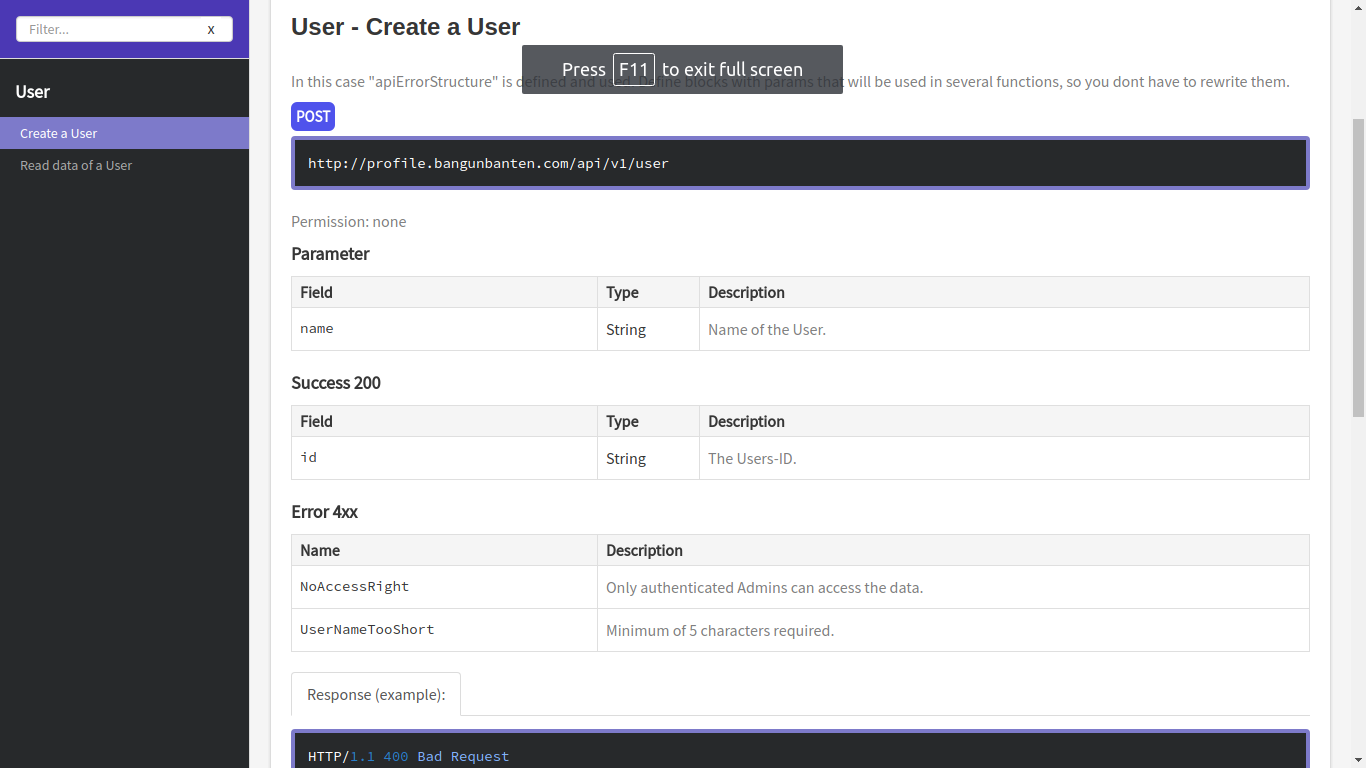 Filter...
x
User
Create a User
Read data of a User
User - Create a User
Press F11 to exit full screen
In this case "apiErrorStructure" is defined and used. Define blocks with params that will be used in several functions, so you dont have to rewrite them.
POST
http://profile.bangunbanten.com/api/v1/user
Permission: none
Parameter
Field Type Description
name String Name of the User.
Success 200
Field Type Description
id String The Users-ID.
Error 4xx
Name Description
NoAccessRight Only authenticated Admins can access the data.
UserNameTooShort Minimum of 5 characters required.
Response (example):
HTTP/1.1 400 Bad Request